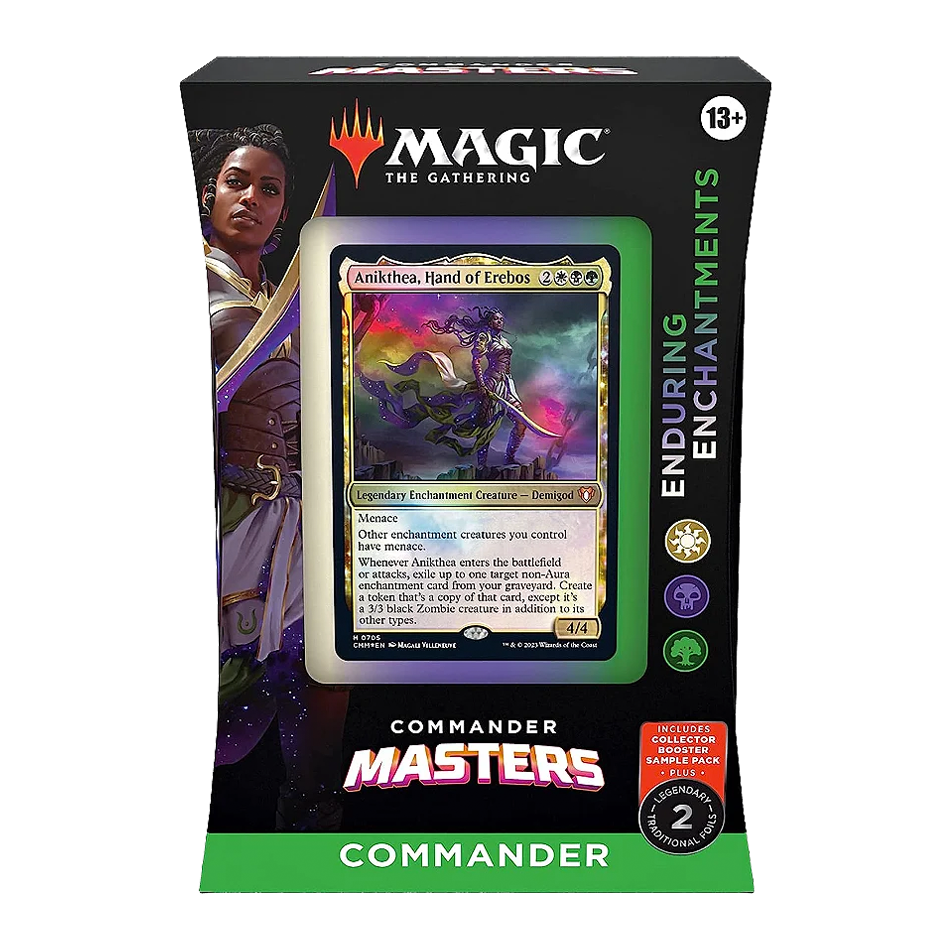 COMMANDER
MASTERS
13+
MAGIC
THE GATHERING
ENDURING
ENCHANTMENTS
Anikthea, Hand of Erebos 2
Legendary Enchantment Creature — Demigod
Menace
Other enchantment creatures you control
have menace.
Whenever Anikthea enters the battlefield
or attacks, exile up to one target non-Aura
enchantment card from your graveyard. Create
a token that's a copy of that card, except it's
a 3/3 black Zombie creature in addition to its
other types.
4/4
M 0705
CMM★EN MAGALI VILLENEUVE
™ & © 2023 Wizards of the Coast
COMMANDER
MASTERS
INCLUDES
COLLECTOR
BOOSTER
SAMPLE PACK
• PLUS •
LEGENDARY
2
TRADITIONAL FOILS
COMMANDER